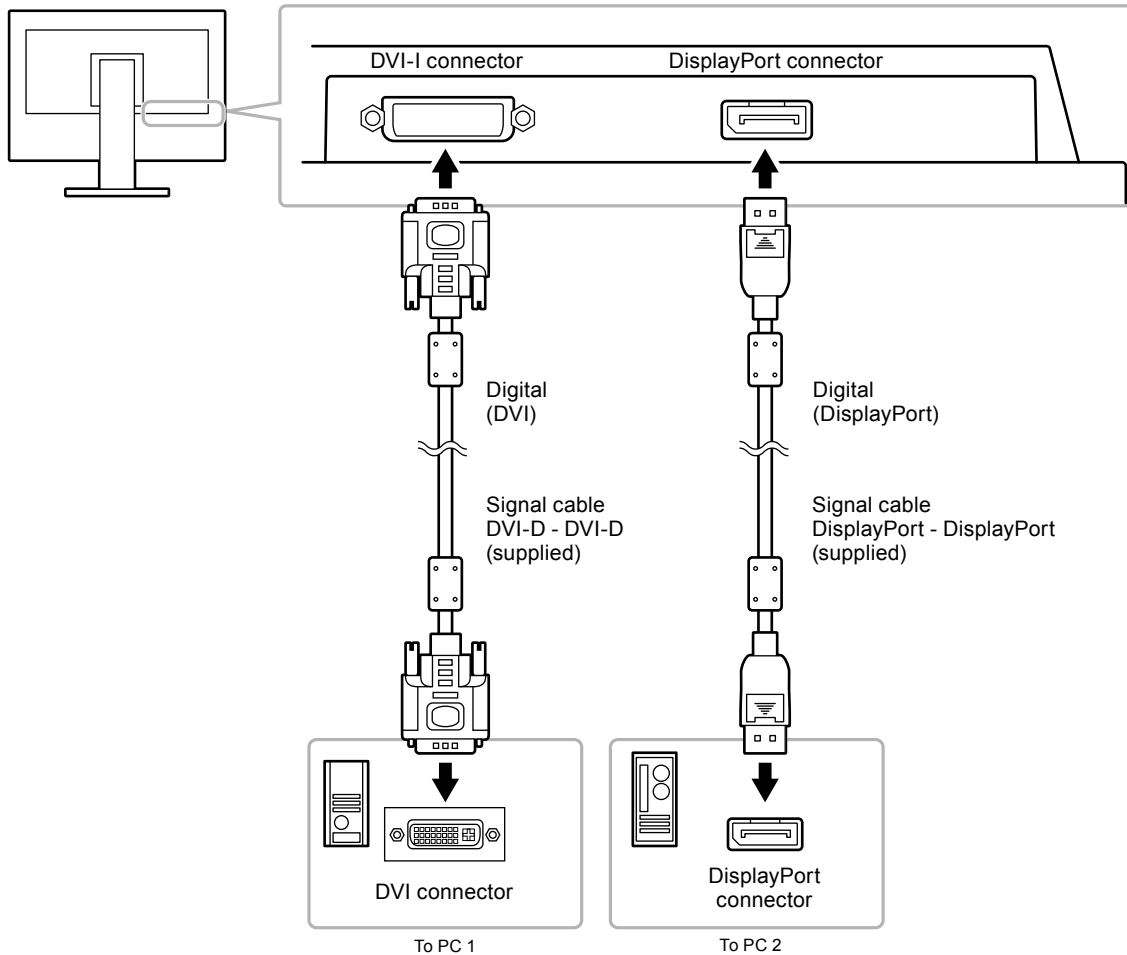 DVI-I connector
DisplayPort connector
Digital
(DVI)
Digital
(DisplayPort)
Signal cable
DVI-D - DVI-D
(supplied)
Signal cable
DisplayPort - DisplayPort
(supplied)
DVI connector
DisplayPort
connector
To PC 1
To PC 2